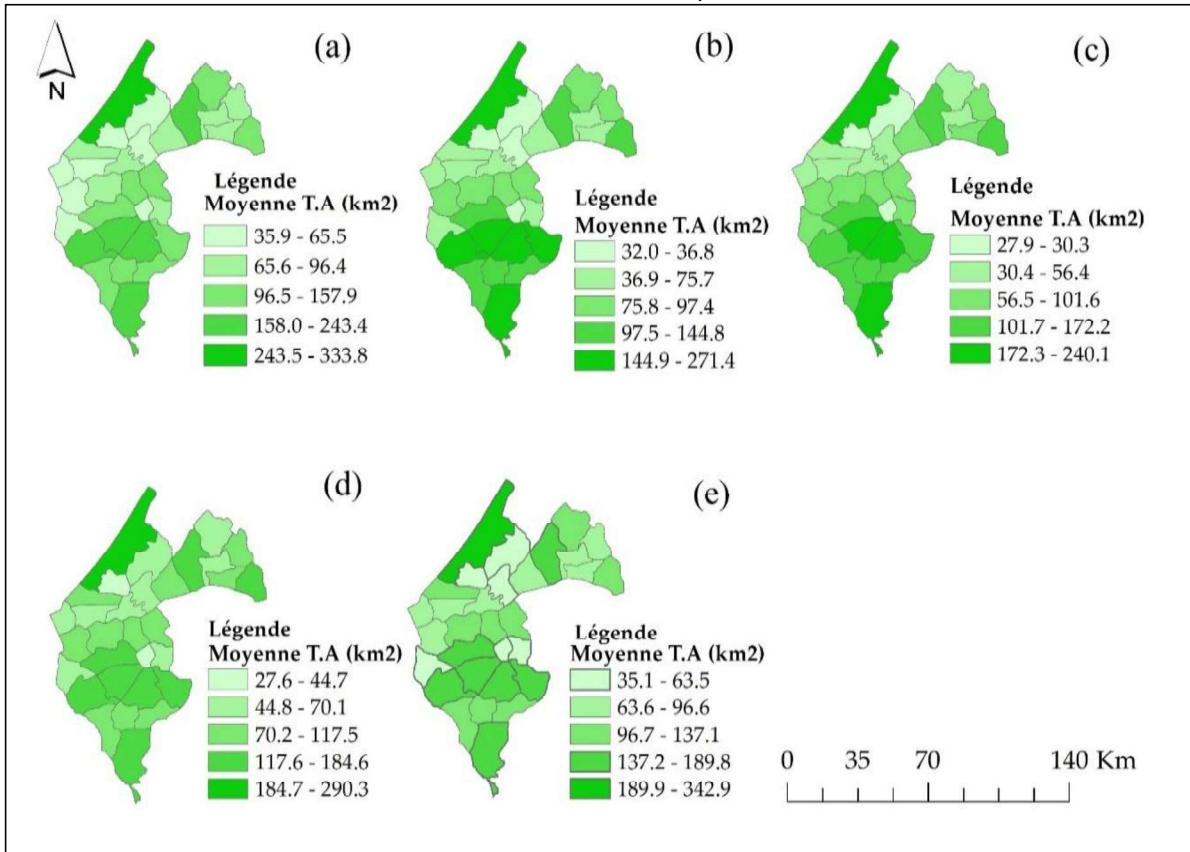 N
(a)
Légende
Moyenne T.A (km2)
35.9 - 65.5
65.6 - 96.4
96.5 - 157.9
158.0 - 243.4
243.5 - 333.8
(b)
Légende
Moyenne T.A (km2)
32.0 - 36.8
36.9 - 75.7
75.8 - 97.4
97.5 - 144.8
144.9 - 271.4
(c)
Légende
Moyenne T.A (km2)
27.9 - 30.3
30.4 - 56.4
56.5 - 101.6
101.7 - 172.2
172.3 - 240.1
(d)
Légende
Moyenne T.A (km2)
27.6 - 44.7
44.8 - 70.1
70.2 - 117.5
117.6 - 184.6
184.7 - 290.3
(e)
Légende
Moyenne T.A (km2)
35.1 - 63.5
63.6 - 96.6
96.7 - 137.1
137.2 - 189.8
189.9 - 342.9
0 35 70 140 Km